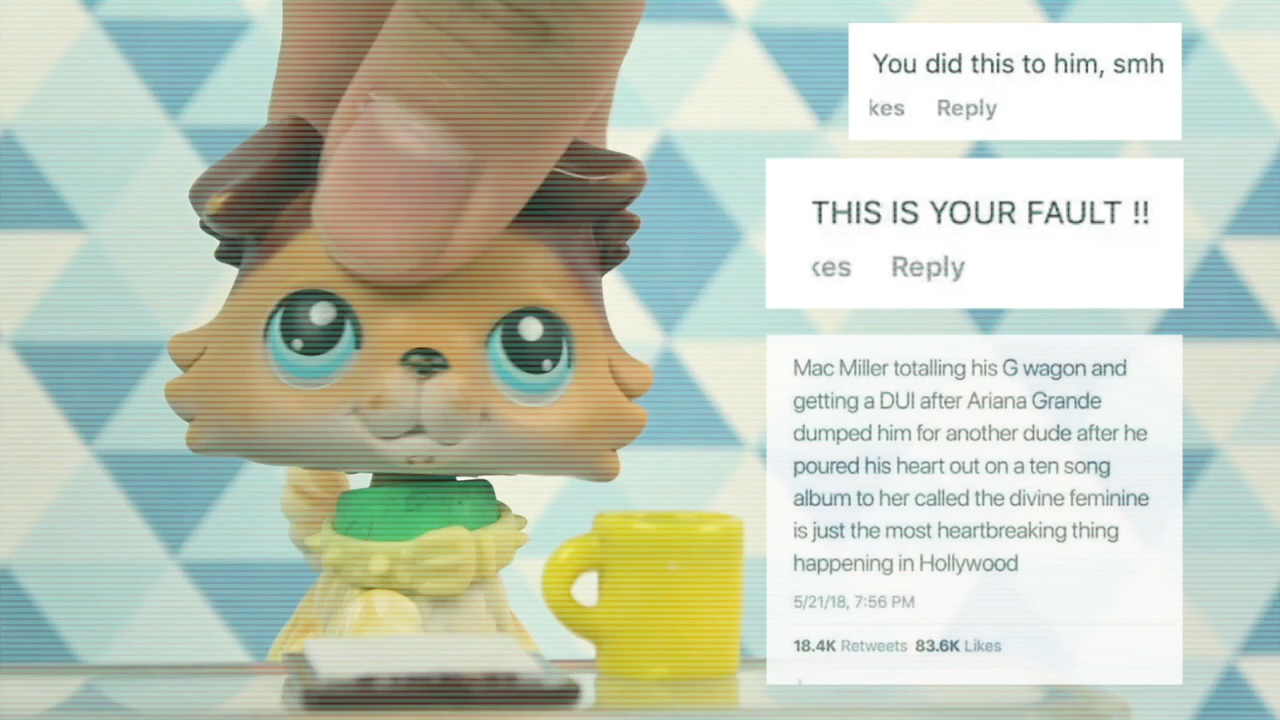 You did this to him, smh
kes Reply
THIS IS YOUR FAULT !!
kes Reply
Mac Miller totalling his G wagon and
getting a DUI after Ariana Grande
dumped him for another dude after he
poured his heart out on a ten song
album to her called the divine feminine
is just the most heartbreaking thing
happening in Hollywood
5/21/18, 7:56 PM
18.4K Retweets 83.6K Likes